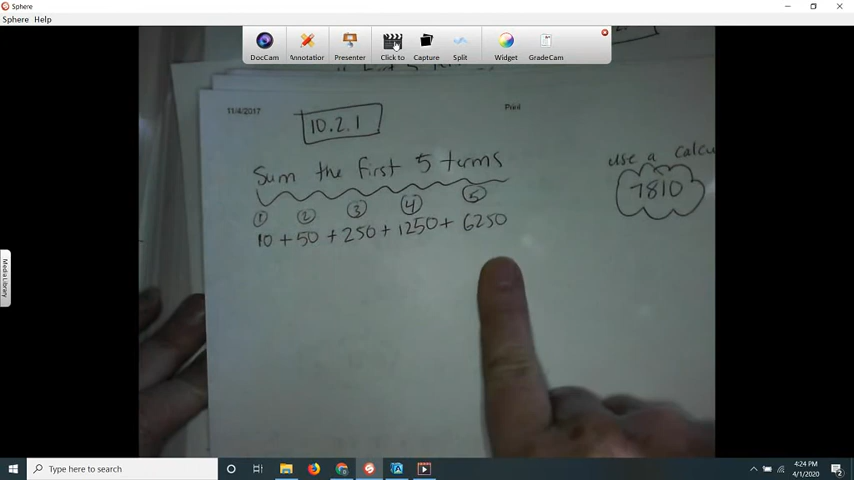 Sphere
Sphere Help
DocCam
Annotation
Presenter
Click to
Capture
Split
Widget
GradeCam
11/4/2017
Print
10.2.1
Sum the first 5 terms
① ② ③ ④ ⑤
10 + 50 + 250 + 1250 + 6250
use a calcu
7810
Media Library
Type here to search
4:24 PM
4/1/2020
2